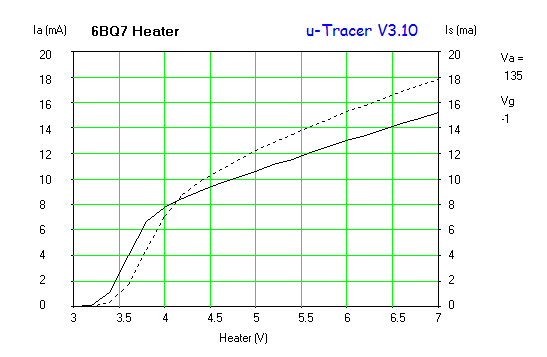 Ia (mA) 6BQ7 Heater u-Tracer V3.10 Is (ma)
20 20
Va =
18 18
135
16 16
Vg
14 14
-1
12 12
10 10
8 8
6 6
4 4
2 2
0 0
3 3.5 4 4.5 5 5.5 6 6.5 7
Heater (V)